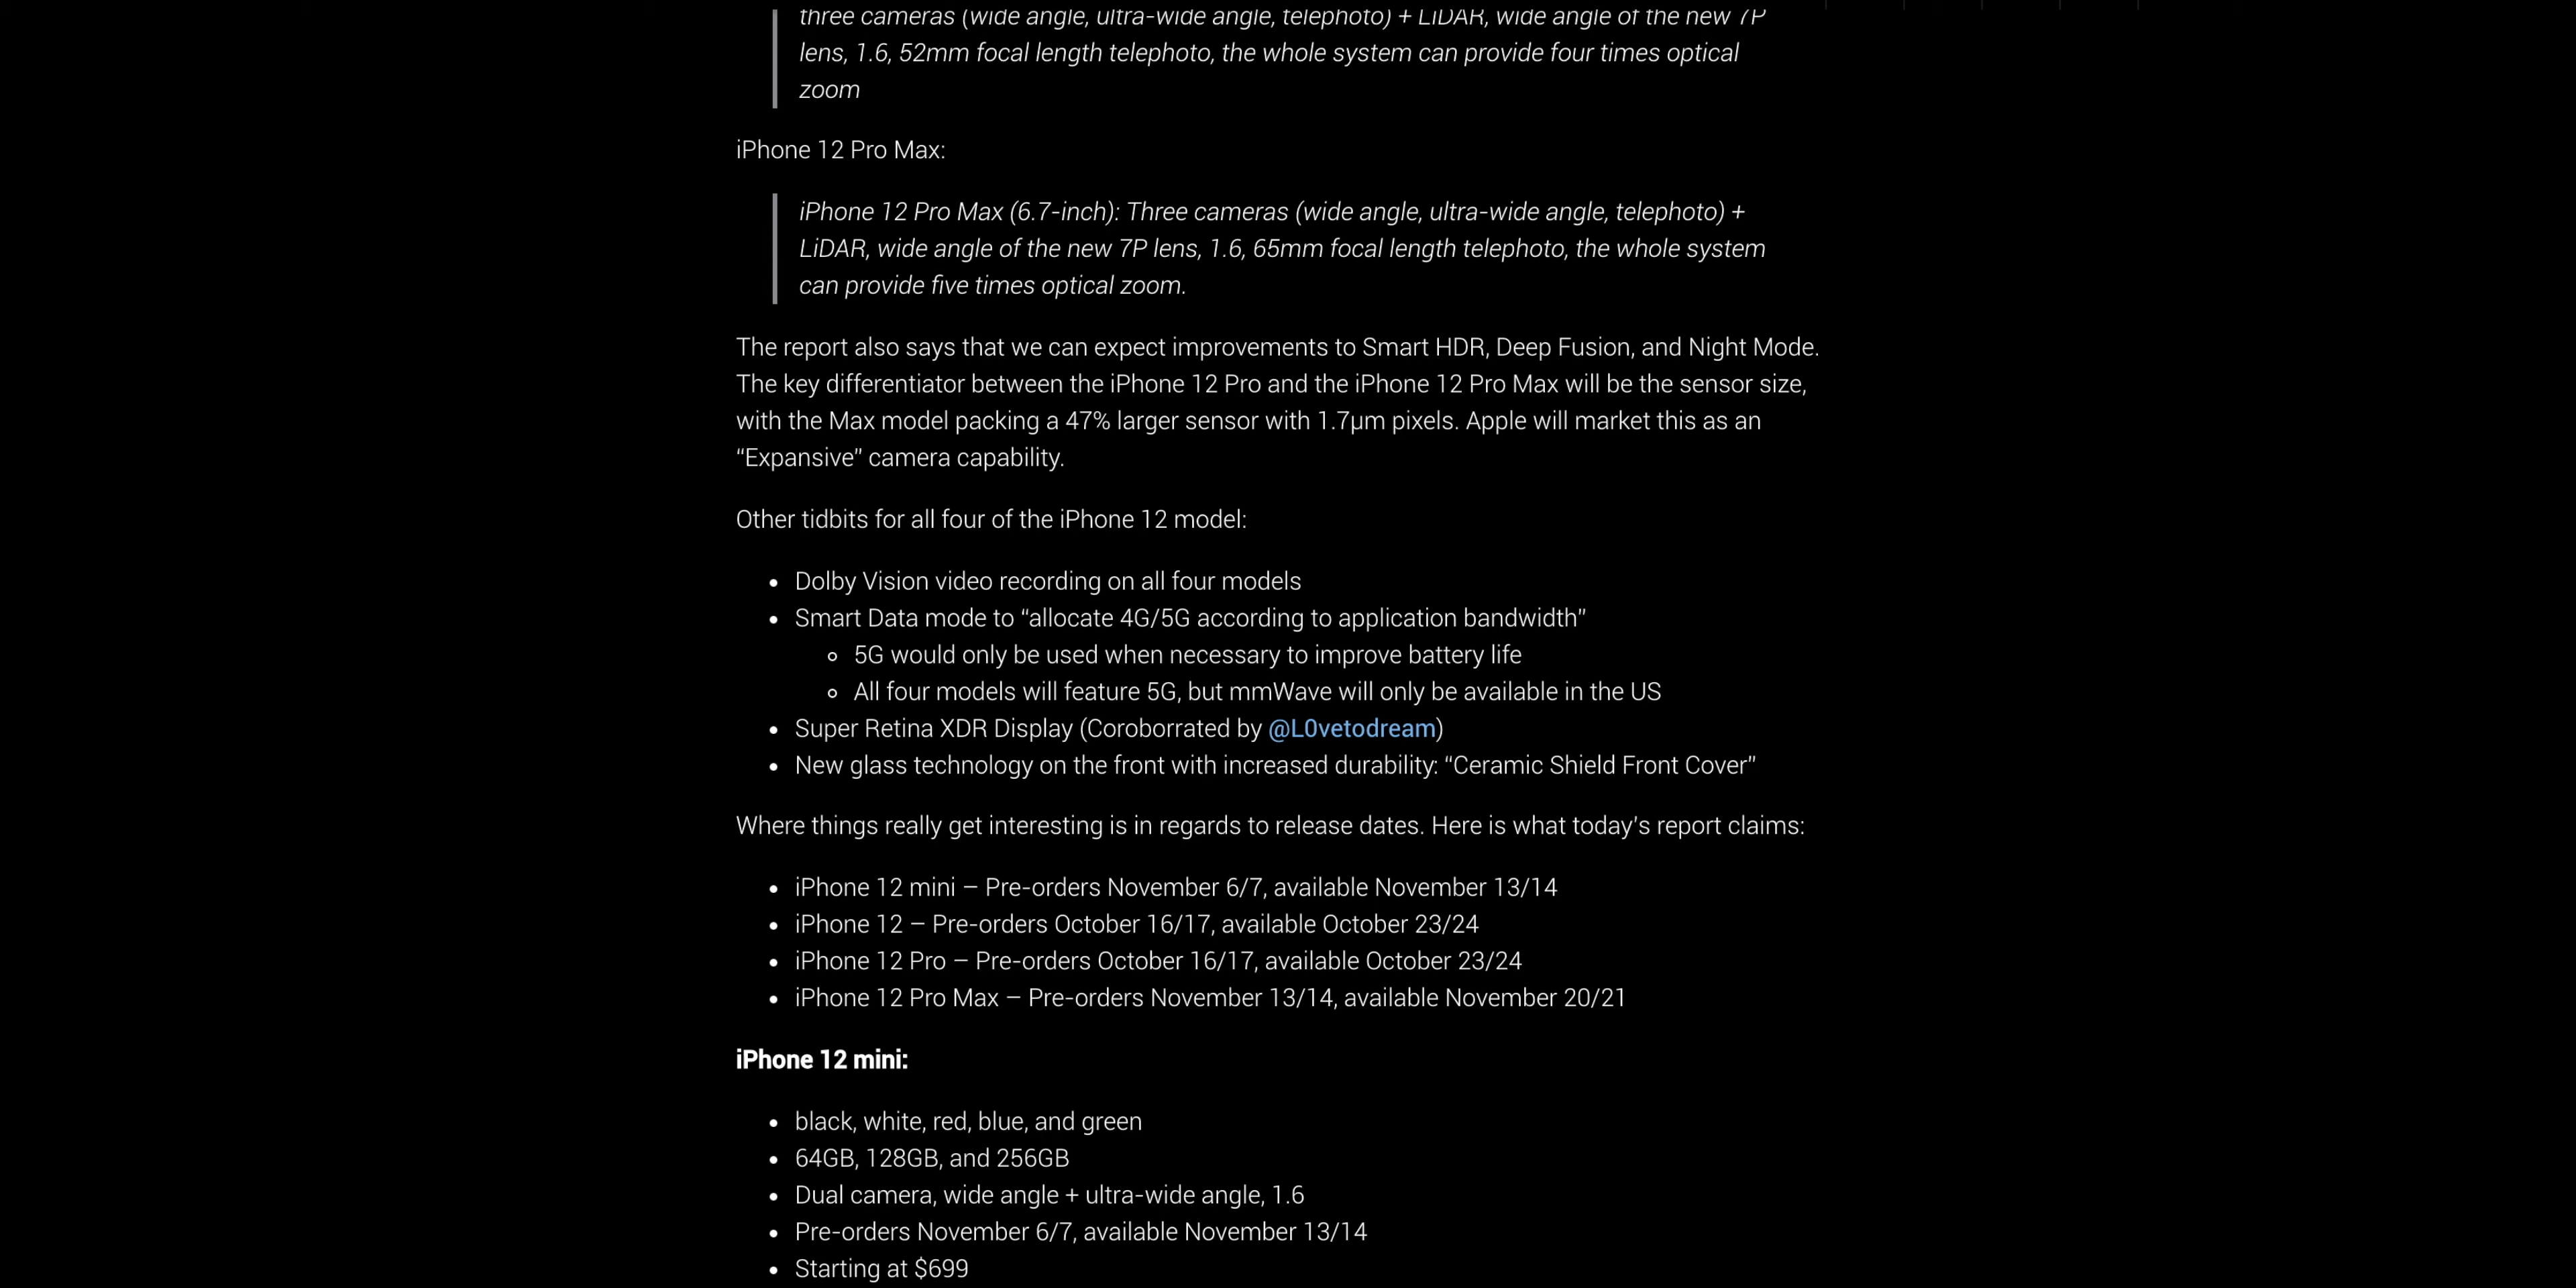 three cameras (wide angle, ultra-wide angle, telephoto) + LiDAR, wide angle of the new 7P
lens, 1.6, 52mm focal length telephoto, the whole system can provide four times optical
zoom
iPhone 12 Pro Max:
iPhone 12 Pro Max (6.7-inch): Three cameras (wide angle, ultra-wide angle, telephoto) +
LiDAR, wide angle of the new 7P lens, 1.6, 65mm focal length telephoto, the whole system
can provide five times optical zoom.
The report also says that we can expect improvements to Smart HDR, Deep Fusion, and Night Mode.
The key differentiator between the iPhone 12 Pro and the iPhone 12 Pro Max will be the sensor size,
with the Max model packing a 47% larger sensor with 1.7μm pixels. Apple will market this as an
“Expansive” camera capability.
Other tidbits for all four of the iPhone 12 model:
• Dolby Vision video recording on all four models
• Smart Data mode to “allocate 4G/5G according to application bandwidth”
◦ 5G would only be used when necessary to improve battery life
◦ All four models will feature 5G, but mmWave will only be available in the US
• Super Retina XDR Display (Coroborrated by @L0vetodream)
• New glass technology on the front with increased durability: “Ceramic Shield Front Cover”
Where things really get interesting is in regards to release dates. Here is what today’s report claims:
• iPhone 12 mini – Pre-orders November 6/7, available November 13/14
• iPhone 12 – Pre-orders October 16/17, available October 23/24
• iPhone 12 Pro – Pre-orders October 16/17, available October 23/24
• iPhone 12 Pro Max – Pre-orders November 13/14, available November 20/21
iPhone 12 mini:
• black, white, red, blue, and green
• 64GB, 128GB, and 256GB
• Dual camera, wide angle + ultra-wide angle, 1.6
• Pre-orders November 6/7, available November 13/14
• Starting at $699